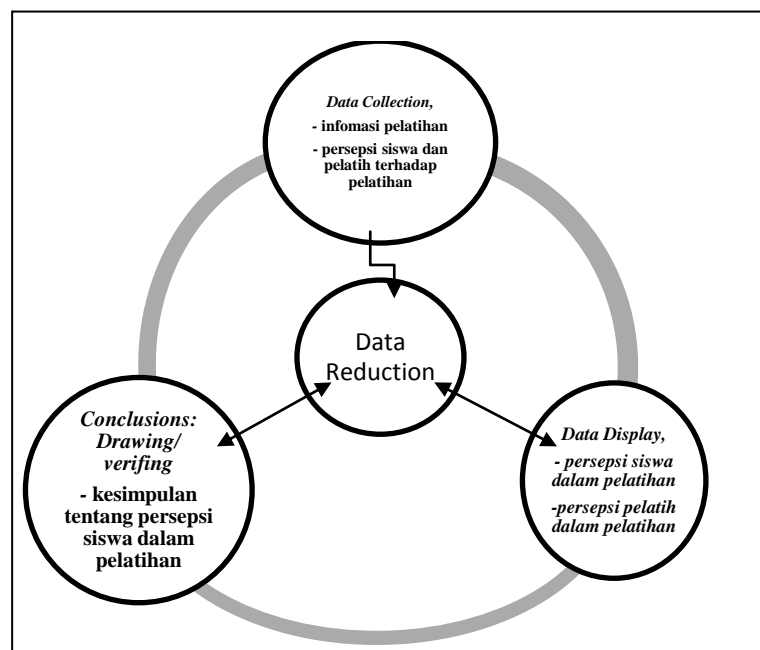 Data Collection,
- infomasi pelatihan
- persepsi siswa dan
pelatih terhadap
pelatihan
Data
Reduction
Conclusions:
Drawing/
verifing
- kesimpulan
tentang persepsi
siswa dalam
pelatihan
Data Display,
- persepsi siswa
dalam pelatihan
-persepsi pelatih
dalam pelatihan